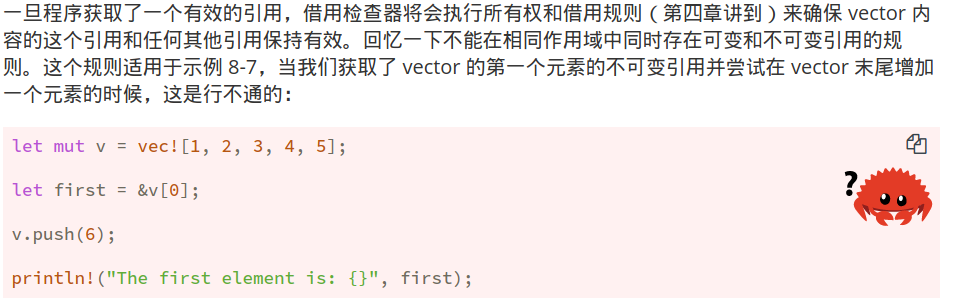 一旦程序获取了一个有效的引用，借用检查器将会执行所有权和借用规则（第四章讲到）来确保 vector 内
容的这个引用和任何其他引用保持有效。回忆一下不能在相同作用域中同时存在可变和不可变引用的规
则。这个规则适用于示例 8-7，当我们获取了 vector 的第一个元素的不可变引用并尝试在 vector 末尾增加
一个元素的时候，这是行不通的：
let mut v = vec![1, 2, 3, 4, 5];
let first = &v[0];
?
v.push(6);
println!("The first element is: {}", first);